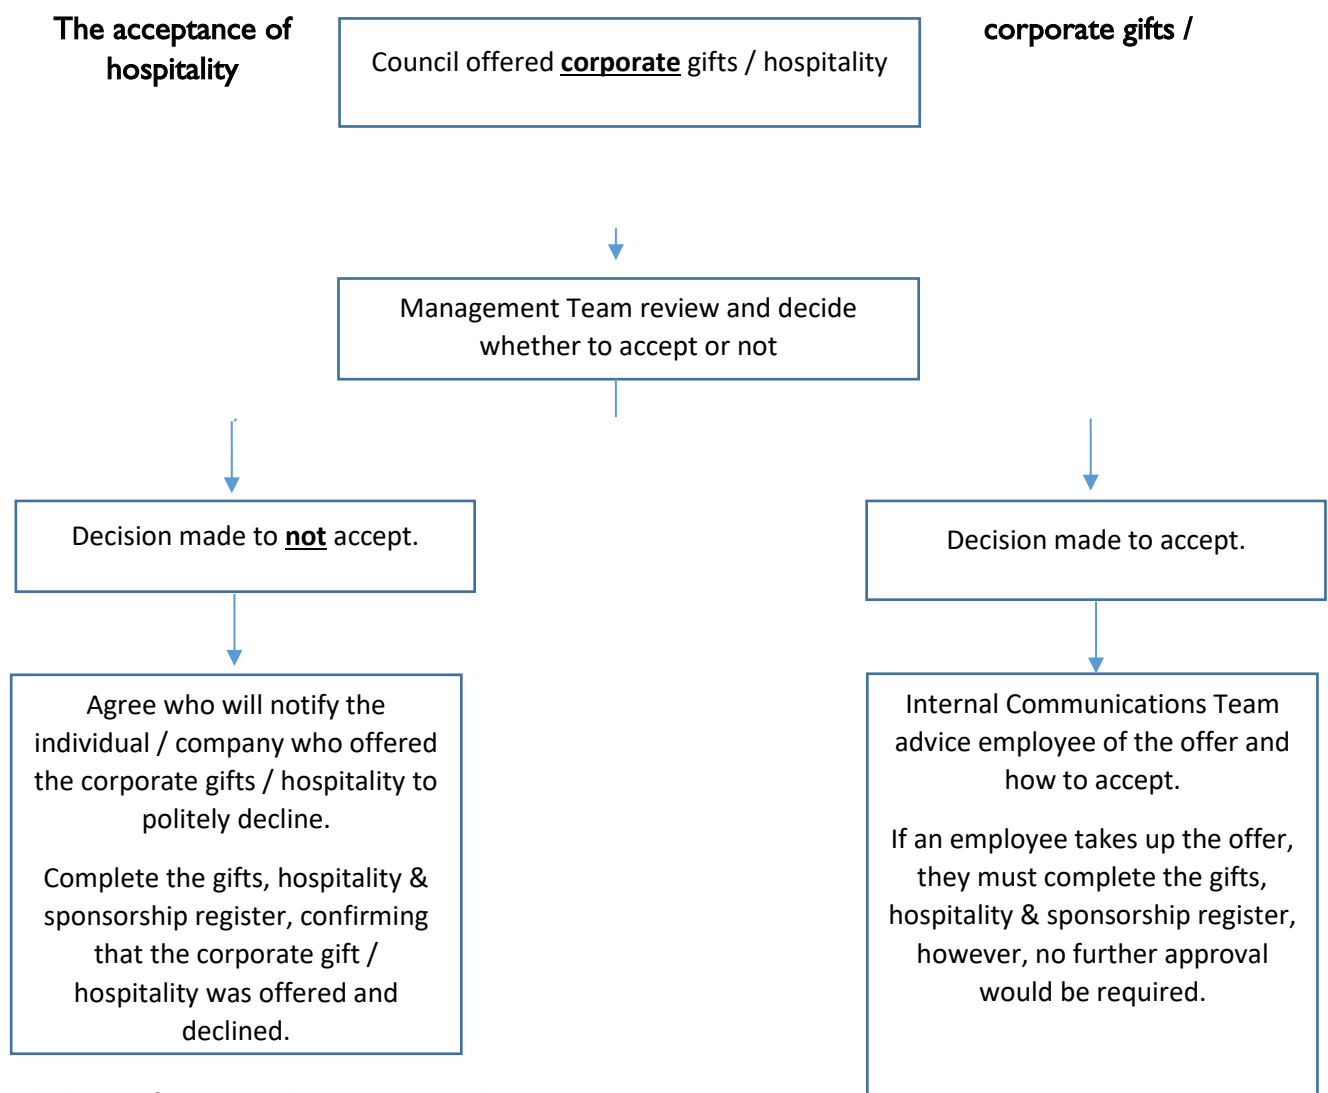 The acceptance of corporate gifts /
hospitality
Council offered corporate gifts / hospitality
Management Team review and decide
whether to accept or not
Decision made to not accept.
Decision made to accept.
Agree who will notify the
individual / company who offered
the corporate gifts / hospitality to
politely decline.
Complete the gifts, hospitality &
sponsorship register, confirming
that the corporate gift /
hospitality was offered and
declined.
Internal Communications Team
advice employee of the offer and
how to accept.
If an employee takes up the offer,
they must complete the gifts,
hospitality & sponsorship register,
however, no further approval
would be required.